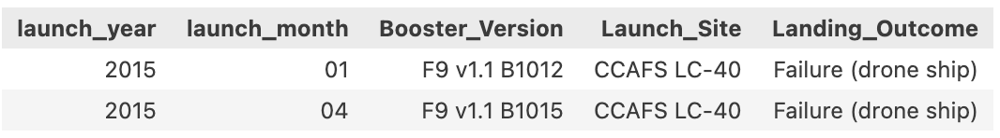 launch_year launch_month Booster_Version Launch_Site Landing_Outcome
2015 01 F9 v1.1 B1012 CCAFS LC-40 Failure (drone ship)
2015 04 F9 v1.1 B1015 CCAFS LC-40 Failure (drone ship)